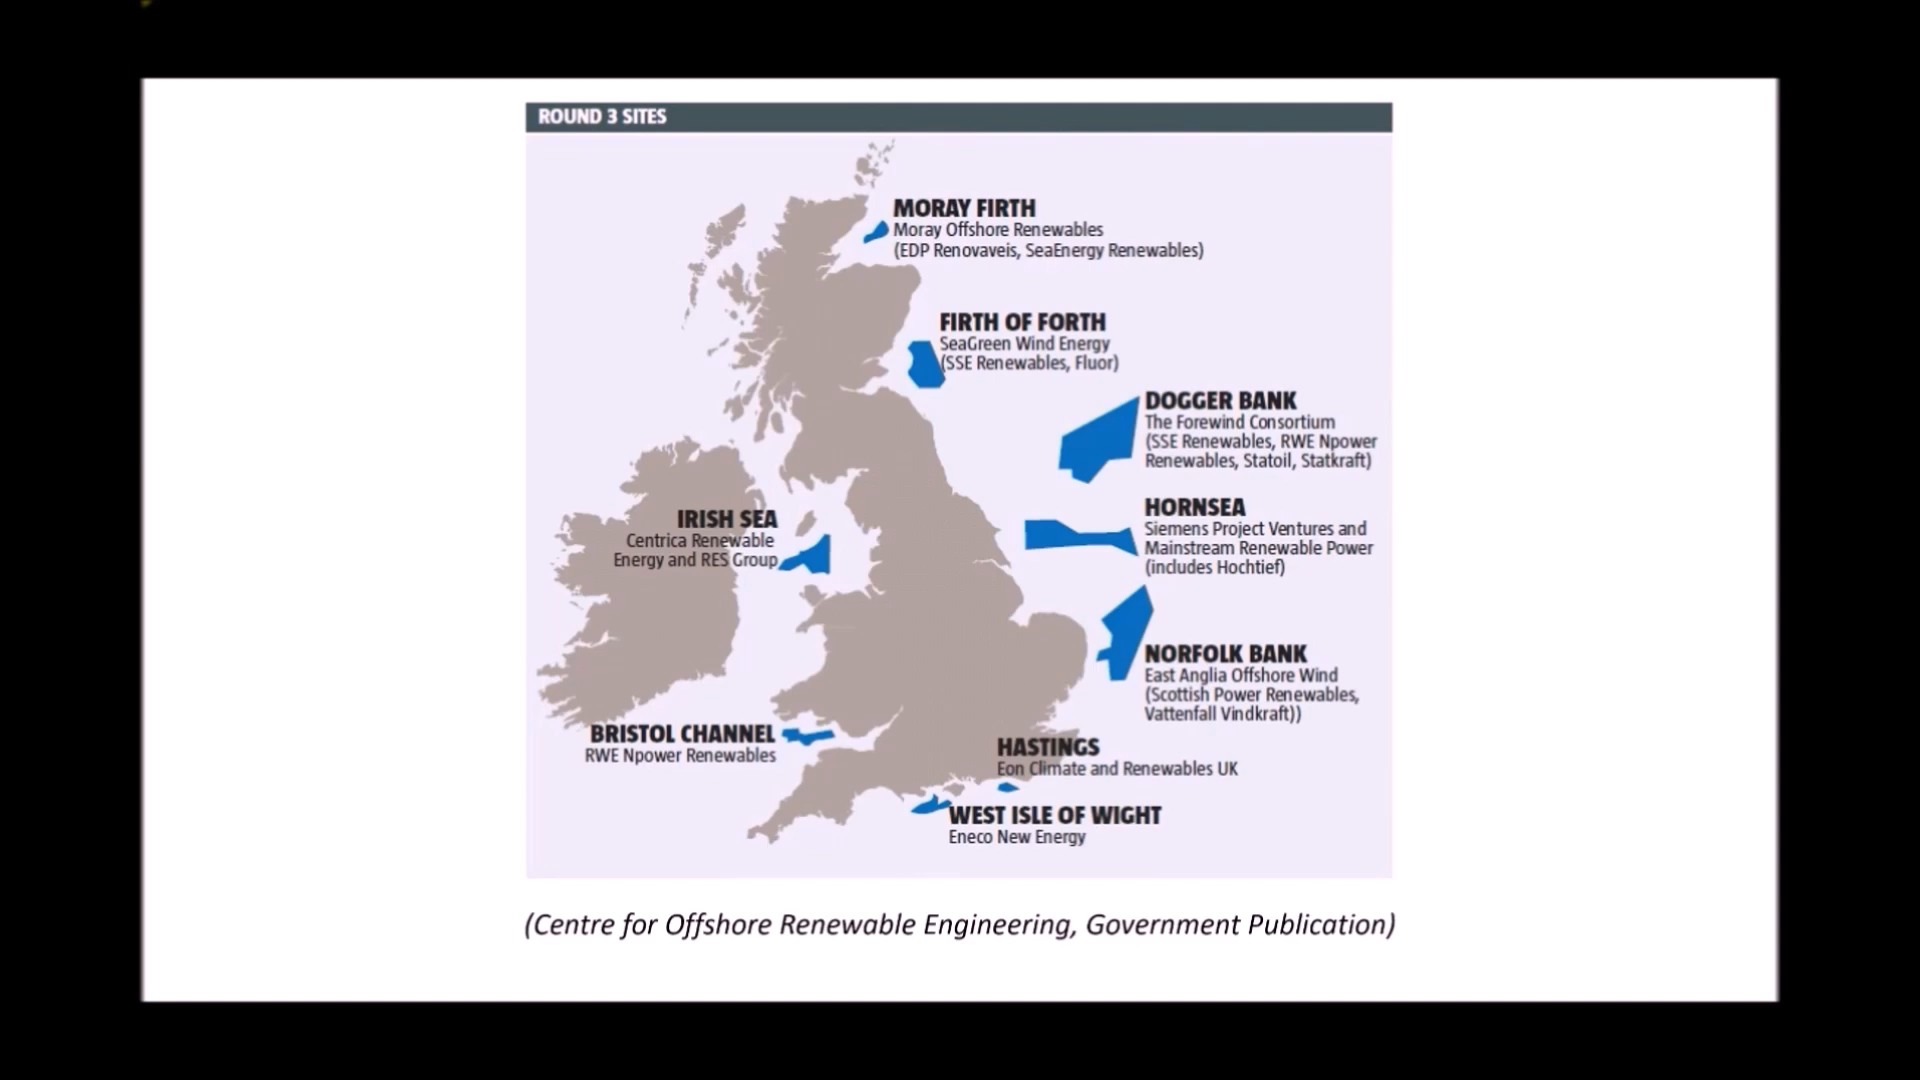 ROUND 3 SITES
MORAY FIRTH
Moray Offshore Renewables
(EDP Renovaveis, SeaEnergy Renewables)
FIRTH OF FORTH
SeaGreen Wind Energy
(SSE Renewables, Fluor)
DOGGER BANK
The Forewind Consortium
(SSE Renewables, RWE Npower
Renewables, Statoil, Statkraft)
HORNSEA
Siemens Project Ventures and
Mainstream Renewable Power
(includes Hochtief)
IRISH SEA
Centrica Renewable
Energy and RES Group
NORFOLK BANK
East Anglia Offshore Wind
(Scottish Power Renewables,
Vattenfall Vindkraft))
BRISTOL CHANNEL
RWE Npower Renewables
HASTINGS
Eon Climate and Renewables UK
WEST ISLE OF WIGHT
Eneco New Energy
(Centre for Offshore Renewable Engineering, Government Publication)